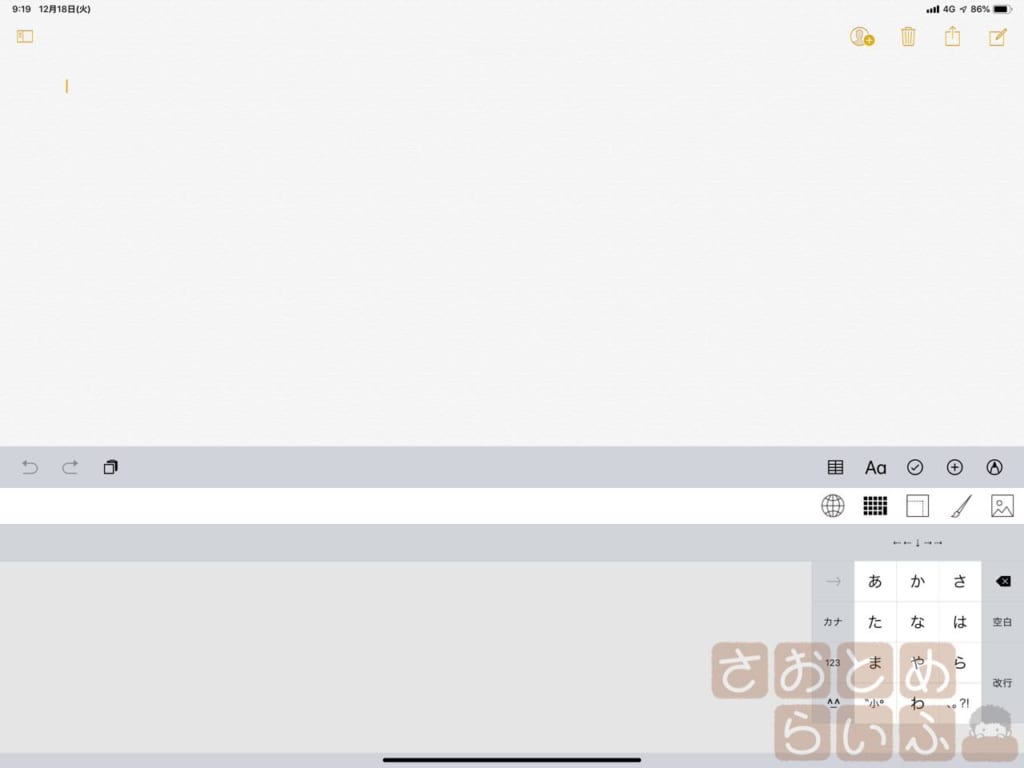 9:19 12月18日(火) 4G 86%
Aa
←←↓→→
→ あ か さ
カナ た な は 空白
123 ま や ら
改行
^^ ゛小゜ わ 、。?!
さおとめ
らいふ